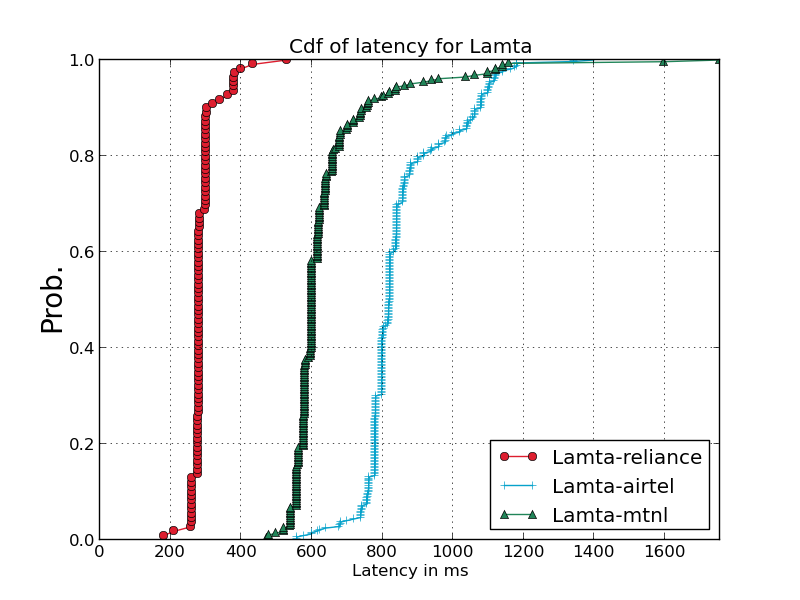 Cdf of latency for Lamta
Prob.
1.0
0.8
0.6
0.4
0.2
0.0
0 200 400 600 800 1000 1200 1400 1600
Latency in ms
Lamta-reliance
Lamta-airtel
Lamta-mtnl